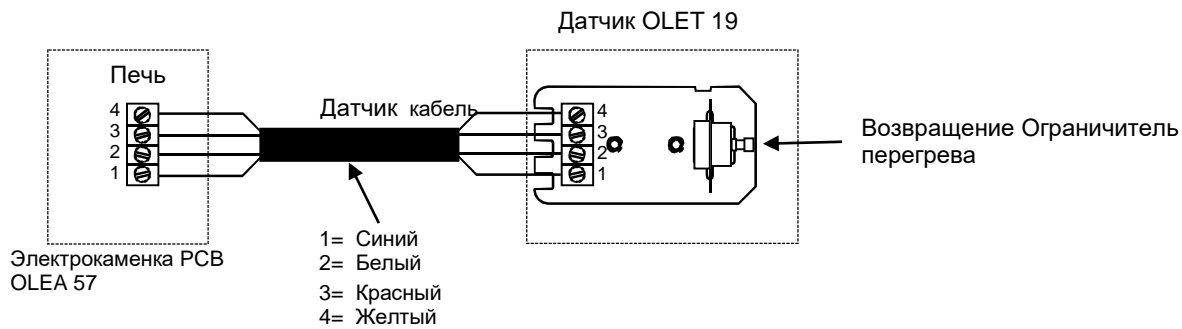 Датчик OLET 19
Печь
4
3
2
1
Датчик кабель
4
3
2
1
Возвращение Ограничитель
перегрева
Электрокаменка PCB
OLEA 57
1= Синий
2= Белый
3= Красный
4= Желтый